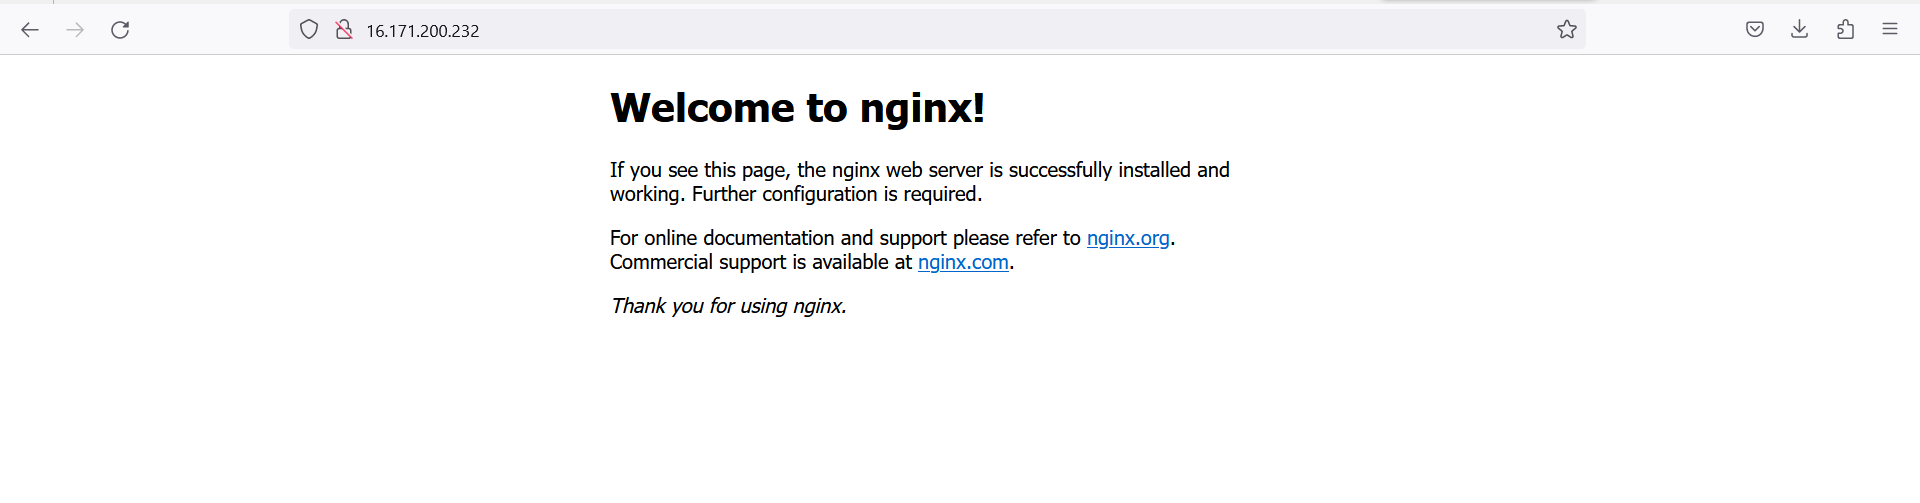 16.171.200.232
Welcome to nginx!
If you see this page, the nginx web server is successfully installed and
working. Further configuration is required.
For online documentation and support please refer to nginx.org.
Commercial support is available at nginx.com.
Thank you for using nginx.